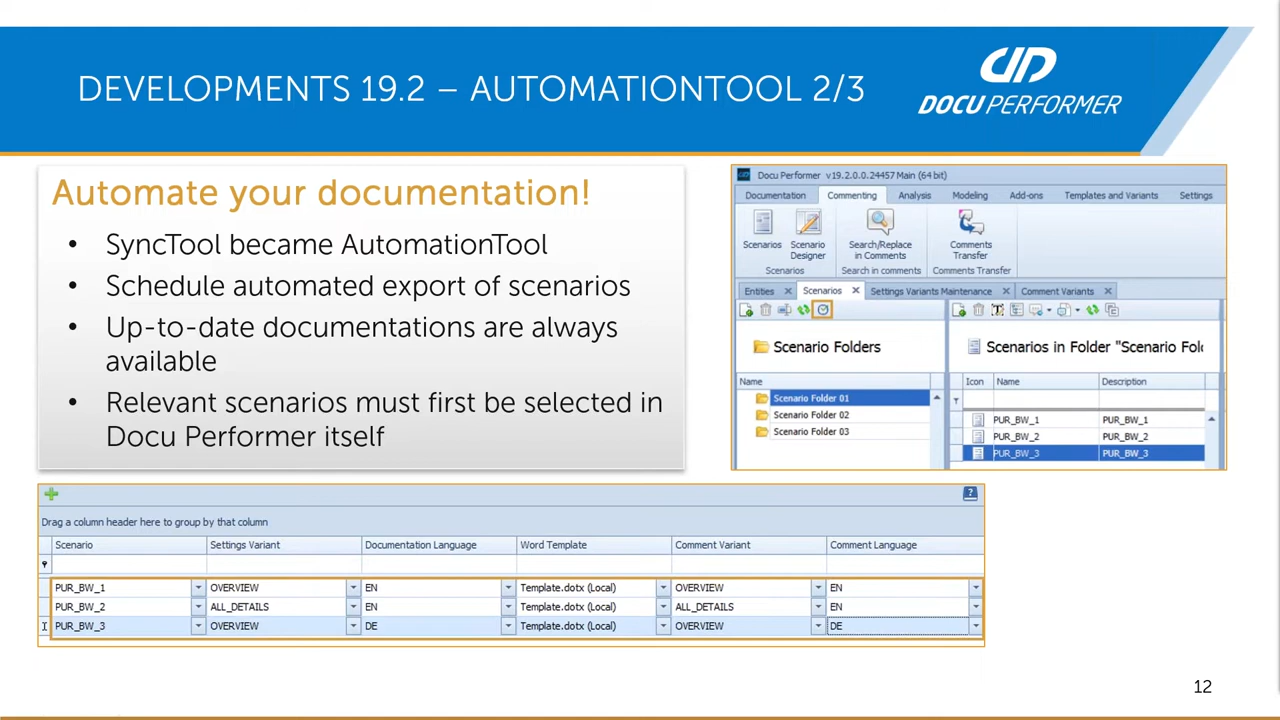 DEVELOPMENTS 19.2 – AUTOMATIONTOOL 2/3
DOCU PERFORMER
Automate your documentation!
• SyncTool became AutomationTool
• Schedule automated export of scenarios
• Up-to-date documentations are always
available
• Relevant scenarios must first be selected in
Docu Performer itself
Docu Performer v19.2.0.0.24457 Main (64 bit)
Documentation Commenting Analysis Modeling Add-ons Templates and Variants Settings
Scenarios Scenario Designer Search/Replace in Comments Comments Transfer
Scenarios Search in comments Comments Transfer
Entities Scenarios Settings Variants Maintenance Comment Variants
Scenario Folders
Name
Scenario Folder 01
Scenario Folder 02
Scenario Folder 03
Scenarios in Folder "Scenario Fol
Icon Name Description
PUR_BW_1 PUR_BW_1
PUR_BW_2 PUR_BW_2
PUR_BW_3 PUR_BW_3
Drag a column header here to group by that column
Scenario Settings Variant Documentation Language Word Template Comment Variant Comment Language
PUR_BW_1 OVERVIEW EN Template.dotx (Local) OVERVIEW EN
PUR_BW_2 ALL_DETAILS EN Template.dotx (Local) ALL_DETAILS EN
PUR_BW_3 OVERVIEW DE Template.dotx (Local) OVERVIEW DE
12